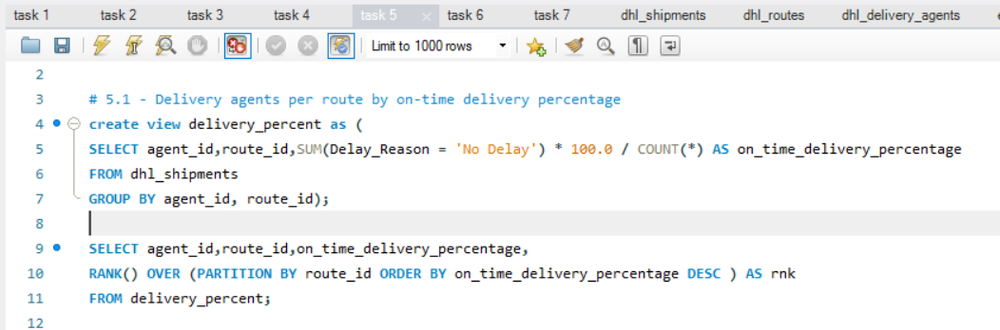 task 1 task 2 task 3 task 4 task 5 task 6 task 7 dhl_shipments dhl_routes dhl_delivery_agents
Limit to 1000 rows
2
3 # 5.1 - Delivery agents per route by on-time delivery percentage
4 create view delivery_percent as (
5 SELECT agent_id,route_id,SUM(Delay_Reason = 'No Delay') * 100.0 / COUNT(*) AS on_time_delivery_percentage
6 FROM dhl_shipments
7 GROUP BY agent_id, route_id);
8
9 SELECT agent_id,route_id,on_time_delivery_percentage,
10 RANK() OVER (PARTITION BY route_id ORDER BY on_time_delivery_percentage DESC ) AS rnk
11 FROM delivery_percent;
12